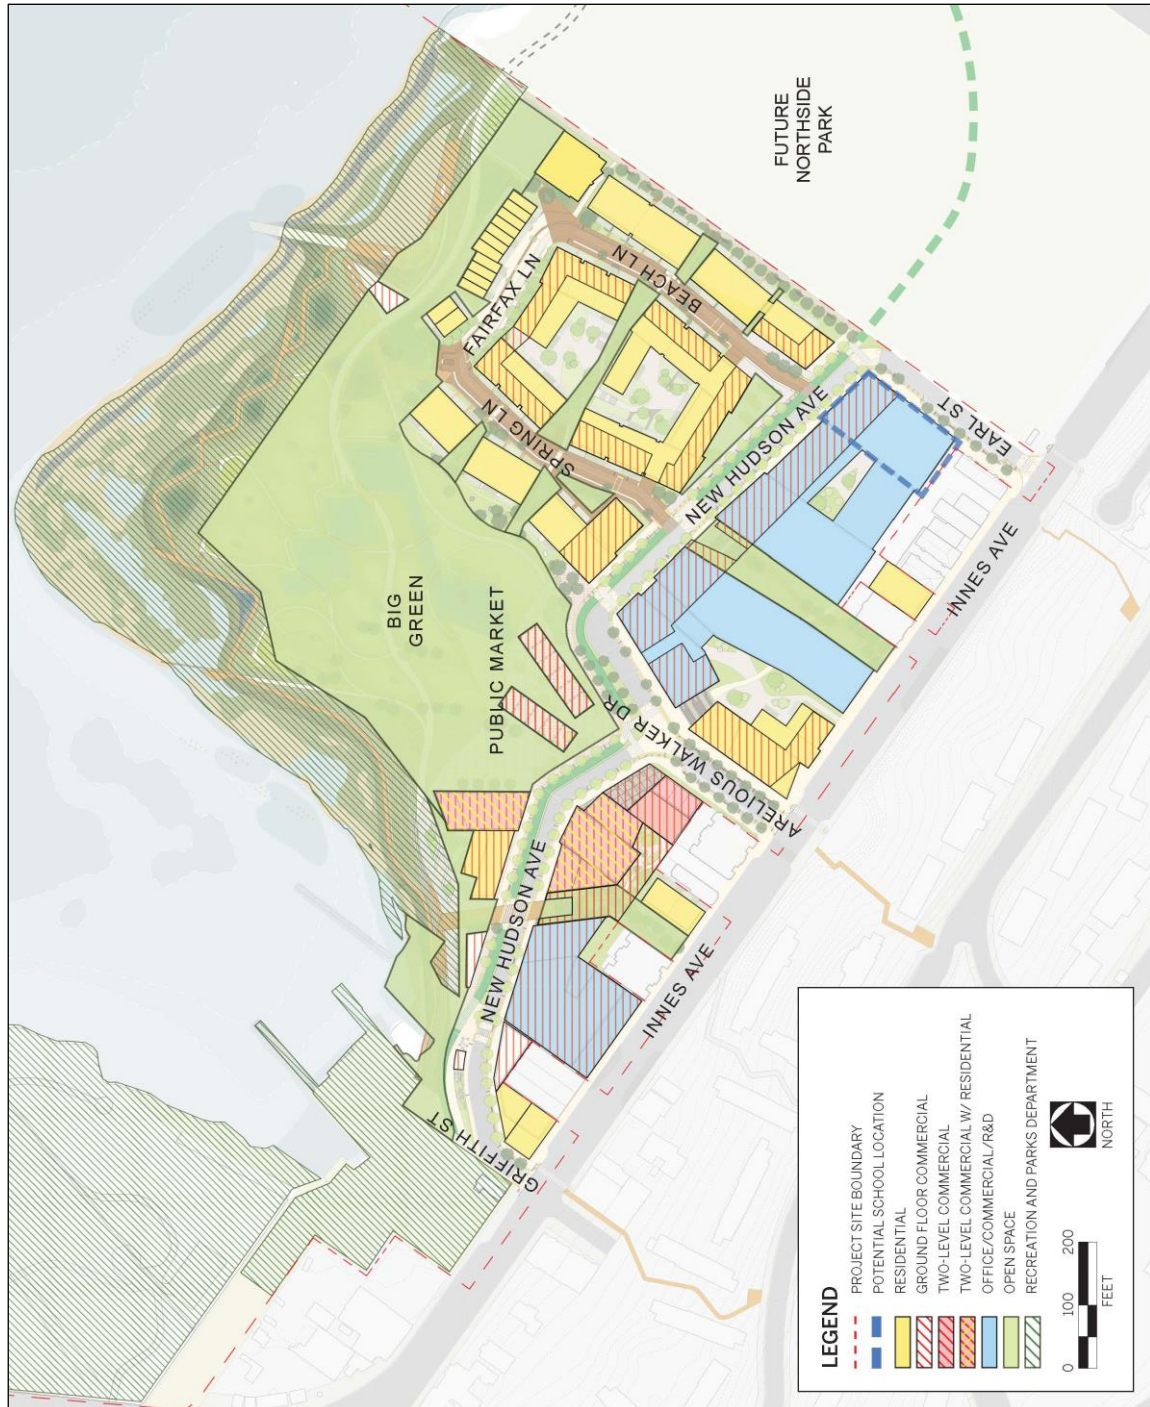 FUTURE
NORTHSIDE
PARK
BIG
GREEN
PUBLIC MARKET
FAIRFAX LN
BEACH LN
SPRING LN
NEW HUDSON AVE
EARL ST
INNES AVE
ARELIOUS WALKER DR
NEW HUDSON AVE
INNES AVE
GRIFFITH ST
LEGEND
PROJECT SITE BOUNDARY
POTENTIAL SCHOOL LOCATION
RESIDENTIAL
GROUND FLOOR COMMERCIAL
TWO-LEVEL COMMERCIAL
TWO-LEVEL COMMERCIAL W/ RESIDENTIAL
OFFICE/COMMERCIAL/R&D
OPEN SPACE
RECREATION AND PARKS DEPARTMENT
0 100 200
FEET
NORTH